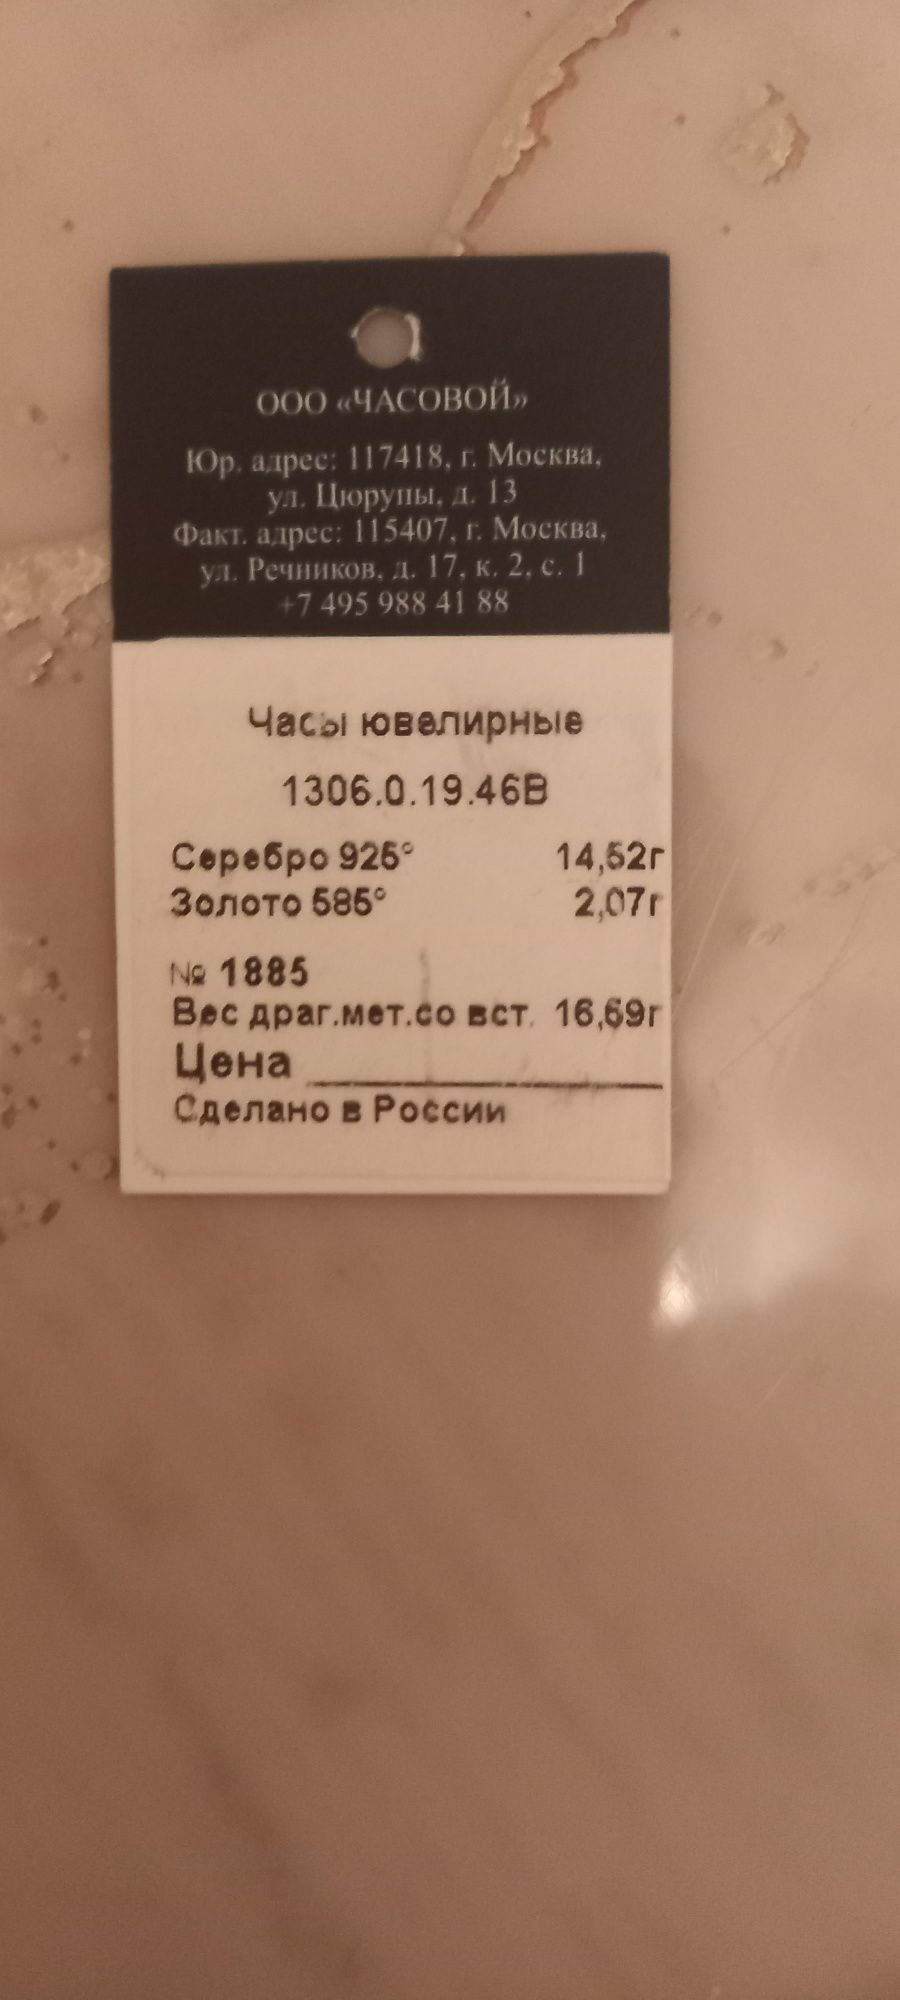 ООО «ЧАСОВОЙ»
Юр. адрес: 117418, г. Москва,
ул. Цюрупы, д. 13
Факт. адрес: 115407, г. Москва,
ул. Речников, д. 17, к. 2, с. 1
+7 495 988 41 88
Часы ювелирные
1306.0.19.46В
Серебро 925° 14,52г
Золото 585° 2,07г
№ 1885
Вес драг.мет.со вст. 16,69г
Цена
Сделано в России